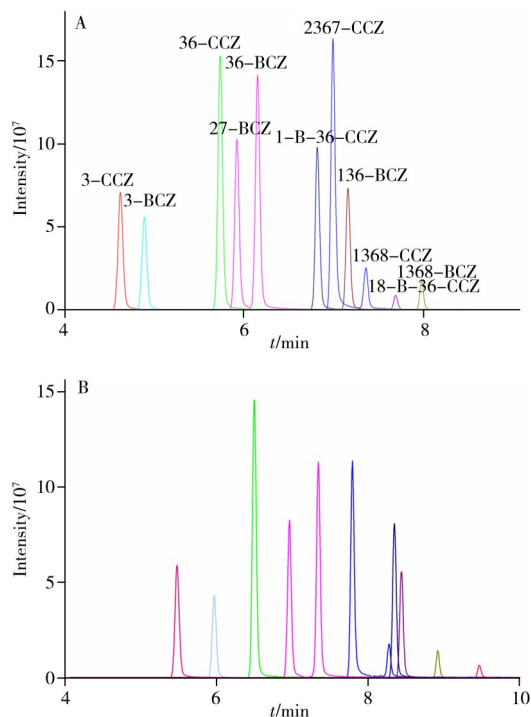 A
2367-CCZ
36-CCZ
36-BCZ
15
27-BCZ
1-B-36-CCZ
10
136-BCZ
3-CCZ
3-BCZ
5
1368-CCZ
1368-BCZ
18-B-36-CCZ
0
Intensity/10⁷
4 6 8
t/min
B
15
10
5
0
Intensity/10⁷
4 6 8 10
t/min